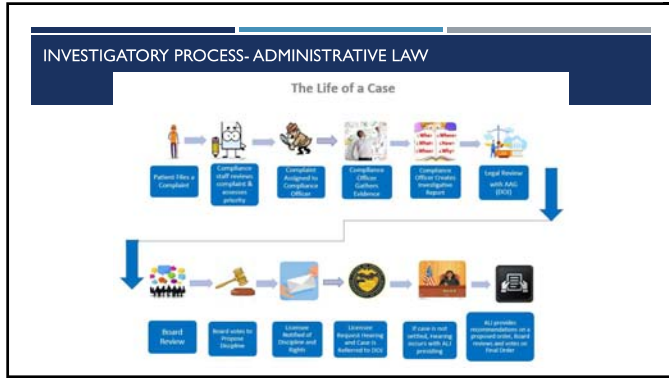 INVESTIGATORY PROCESS- ADMINISTRATIVE LAW
The Life of a Case
Patient Files a
Complaint
Compliance
staff reviews
complaint &
assesses
priority
Complaint
Assigned to
Compliance
Officer
Compliance
Officer
Gathers
Evidence
Compliance
Officer Creates
Investigative
Report
Legal Review
with AAG
(DOJ)
Board
Review
Board votes to
Propose
Discipline
Licensee
Notified of
Discipline and
Rights
Licensee
Request Hearing
and Case is
Referred to DOJ
If case is not
settled, Hearing
occurs with ALJ
presiding
ALJ provides
recommendations on a
proposed order, Board
reviews and votes on
Final Order